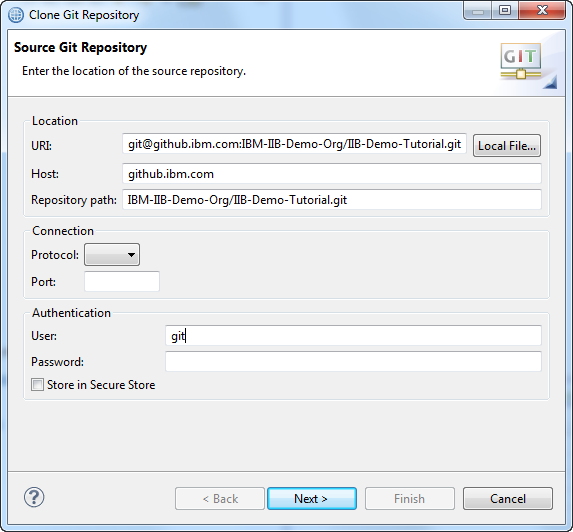 Clone Git Repository
Source Git Repository
Enter the location of the source repository.
GIT
Location
URI: git@github.ibm.com:IBM-IIB-Demo-Org/IIB-Demo-Tutorial.git Local File...
Host: github.ibm.com
Repository path: IBM-IIB-Demo-Org/IIB-Demo-Tutorial.git
Connection
Protocol:
Port:
Authentication
User: git
Password:
Store in Secure Store
? < Back Next > Finish Cancel